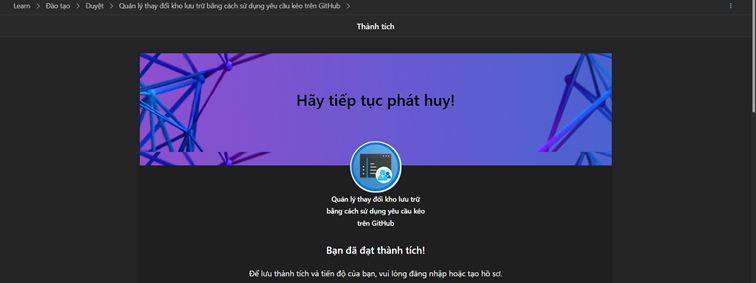 Learn > Đào tạo > Duyệt > Quản lý thay đổi kho lưu trữ bằng cách sử dụng yêu cầu kéo trên GitHub >
Thành tích
Hãy tiếp tục phát huy!
Quản lý thay đổi kho lưu trữ
bằng cách sử dụng yêu cầu kéo
trên GitHub
Bạn đã đạt thành tích!
Để lưu thành tích và tiến độ của bạn, vui lòng đăng nhập hoặc tạo hồ sơ.